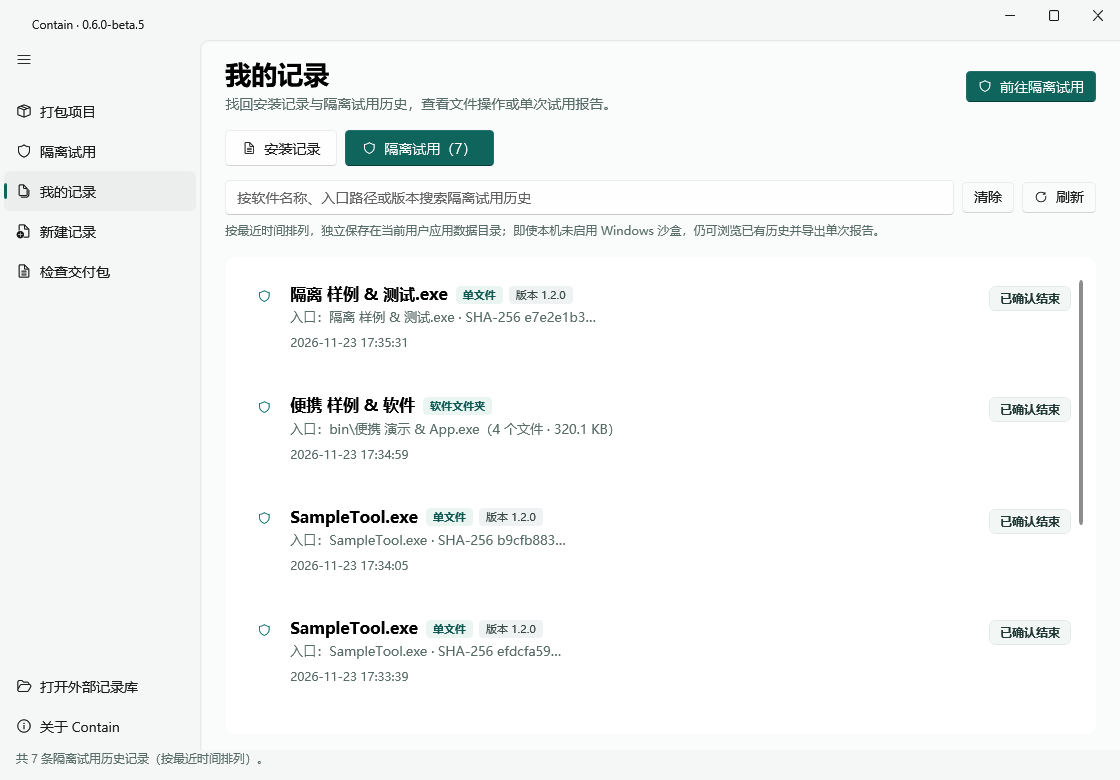 Contain · 0.6.0-beta.5
打包项目
隔离试用
我的记录
新建记录
检查交付包
打开外部记录库
关于 Contain
我的记录
找回安装记录与隔离试用历史，查看文件操作或单次试用报告。
前往隔离试用
安装记录
隔离试用（7）
按软件名称、入口路径或版本搜索隔离试用历史
清除
刷新
按最近时间排列，独立保存在当前用户应用数据目录；即使本机未启用 Windows 沙盒，仍可浏览已有历史并导出单次报告。
隔离 样例 & 测试.exe 单文件 版本 1.2.0
已确认结束
入口：隔离 样例 & 测试.exe · SHA-256 e7e2e1b3…
2026-11-23 17:35:31
便携 样例 & 软件 软件文件夹
已确认结束
入口：bin\便携 演示 & App.exe（4 个文件 · 320.1 KB）
2026-11-23 17:34:59
SampleTool.exe 单文件 版本 1.2.0
已确认结束
入口：SampleTool.exe · SHA-256 b9cfb883…
2026-11-23 17:34:05
SampleTool.exe 单文件 版本 1.2.0
已确认结束
入口：SampleTool.exe · SHA-256 efdcfa59…
2026-11-23 17:33:39
共 7 条隔离试用历史记录（按最近时间排列）。